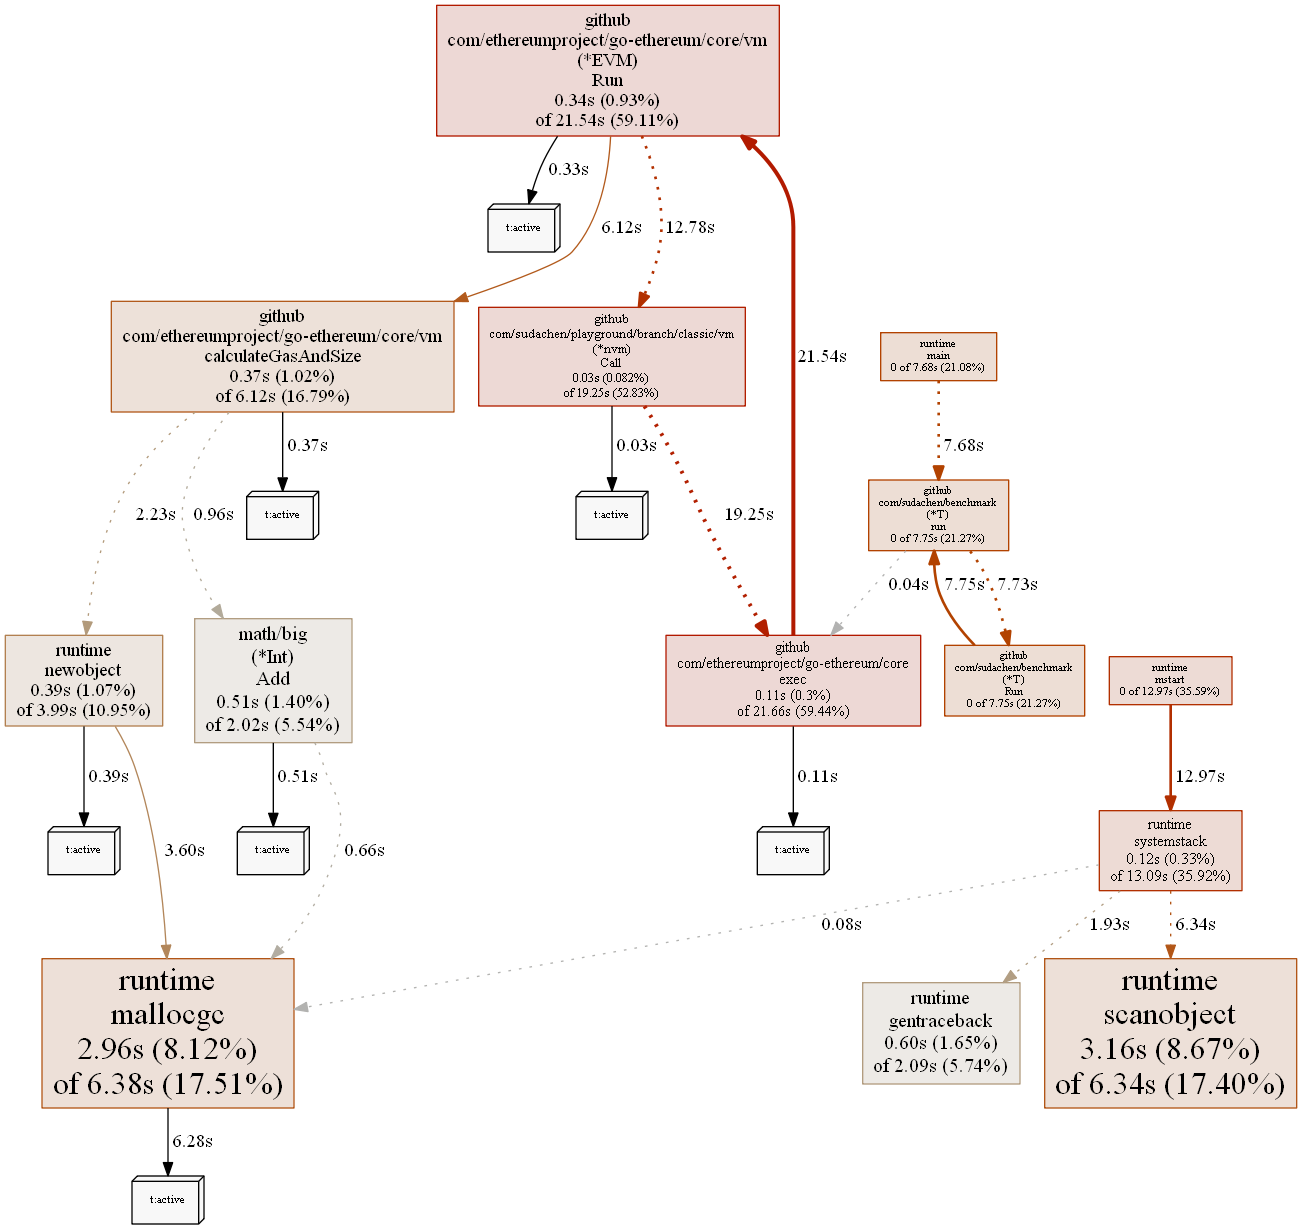 github
com/ethereumproject/go-ethereum/core/vm
(*EVM)
Run
0.34s (0.93%)
of 21.54s (59.11%)
0.33s
t:active
6.12s
12.78s
github
com/ethereumproject/go-ethereum/core/vm
calculateGasAndSize
0.37s (1.02%)
of 6.12s (16.79%)
github
com/sudachen/playground/branch/classic/vm
(*nvm)
Call
0.03s (0.082%)
of 19.25s (52.83%)
21.54s
runtime
main
0 of 7.68s (21.08%)
0.37s
0.03s
7.68s
t:active
t:active
2.23s
0.96s
19.25s
github
com/sudachen/benchmark
(*T)
run
0 of 7.75s (21.27%)
0.04s
7.75s
7.73s
runtime
newobject
0.39s (1.07%)
of 3.99s (10.95%)
math/big
(*Int)
Add
0.51s (1.40%)
of 2.02s (5.54%)
github
com/ethereumproject/go-ethereum/core
exec
0.11s (0.3%)
of 21.66s (59.44%)
github
com/sudachen/benchmark
(*T)
Run
0 of 7.75s (21.27%)
runtime
mstart
0 of 12.97s (35.59%)
0.39s
0.51s
0.11s
12.97s
t:active
3.60s
t:active
0.66s
t:active
runtime
systemstack
0.12s (0.33%)
of 13.09s (35.92%)
0.08s
1.93s
6.34s
runtime
mallocgc
2.96s (8.12%)
of 6.38s (17.51%)
runtime
gentraceback
0.60s (1.65%)
of 2.09s (5.74%)
runtime
scanobject
3.16s (8.67%)
of 6.34s (17.40%)
6.28s
t:active